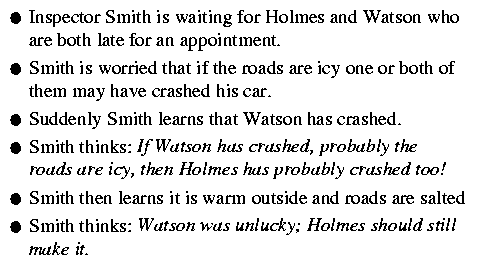 ● Inspector Smith is waiting for Holmes and Watson who
are both late for an appointment.
● Smith is worried that if the roads are icy one or both of
them may have crashed his car.
● Suddenly Smith learns that Watson has crashed.
● Smith thinks: If Watson has crashed, probably the
roads are icy, then Holmes has probably crashed too!
● Smith then learns it is warm outside and roads are salted
● Smith thinks: Watson was unlucky; Holmes should still
make it.